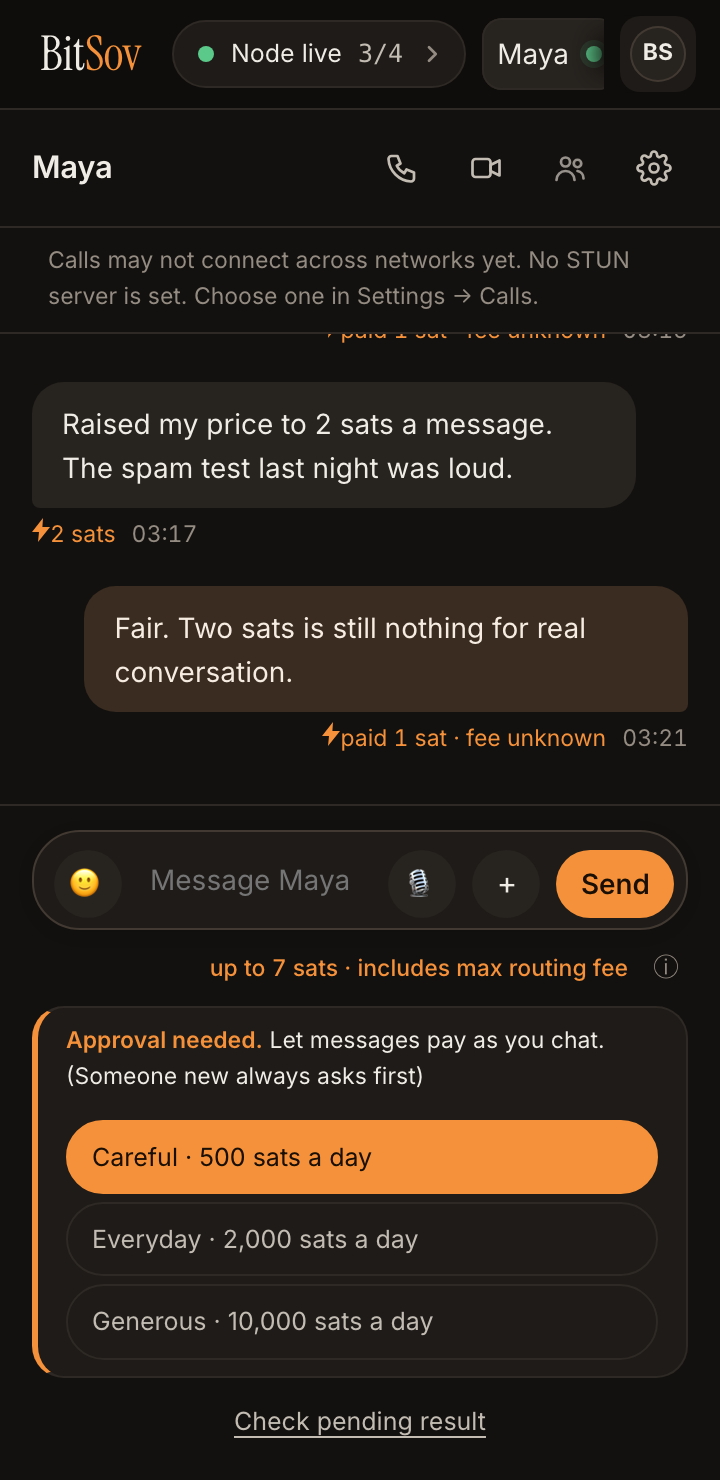 BitSov
Node live 3/4
Maya
BS
Maya
Calls may not connect across networks yet. No STUN
server is set. Choose one in Settings → Calls.
paid 1 sat · fee unknown
Raised my price to 2 sats a message.
The spam test last night was loud.
2 sats 03:17
Fair. Two sats is still nothing for real
conversation.
paid 1 sat · fee unknown 03:21
Message Maya
+
Send
up to 7 sats · includes max routing fee ⓘ
Approval needed. Let messages pay as you chat.
(Someone new always asks first)
Careful · 500 sats a day
Everyday · 2,000 sats a day
Generous · 10,000 sats a day
Check pending result